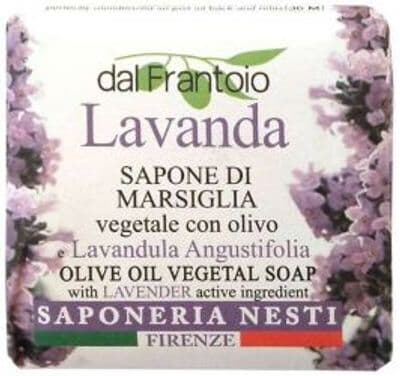 dal Frantoio
Lavanda
SAPONE DI
MARSIGLIA
vegetale con olivo
e Lavandula Angustifolia
OLIVE OIL VEGETAL SOAP
with LAVENDER active ingredient
SAPONERIA NESTI
FIRENZE